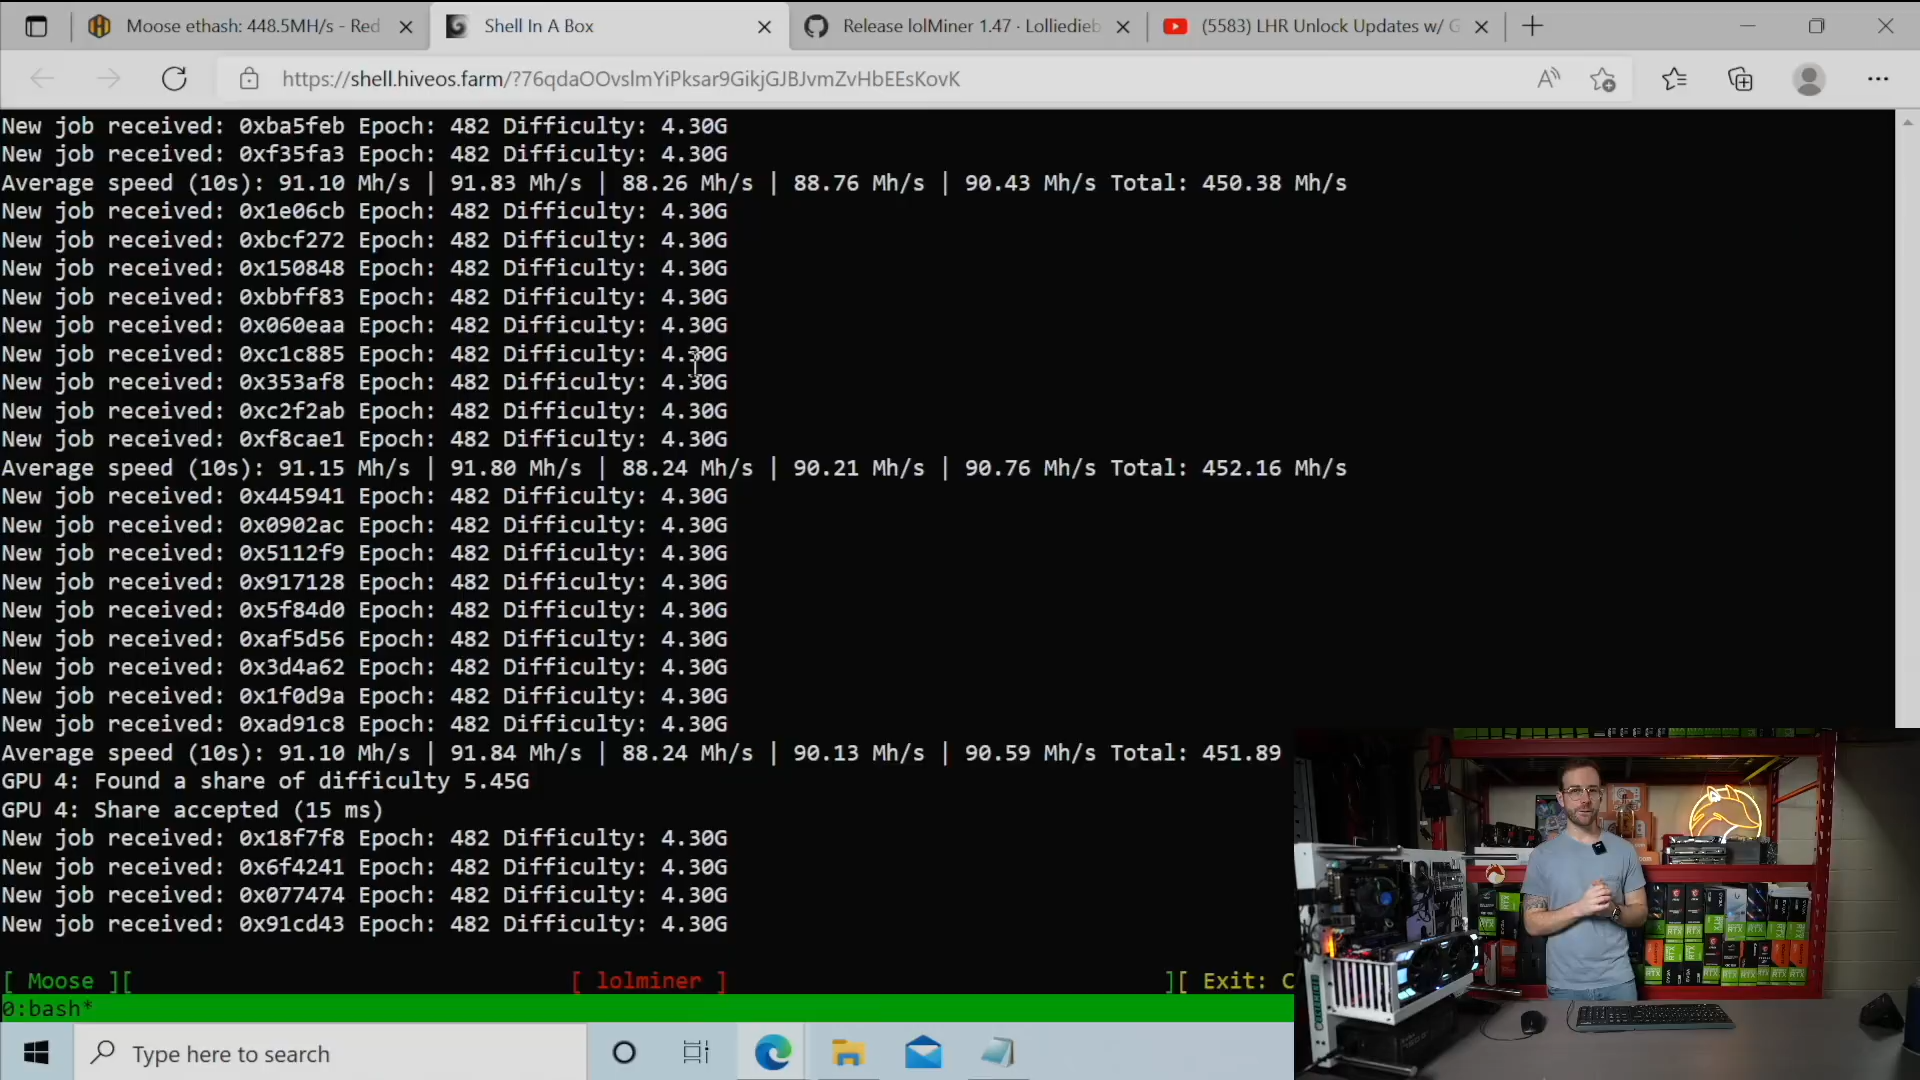 Moose ethash: 448.5MH/s - Red
Shell In A Box
Release lolMiner 1.47 · Lolliedieb
(5583) LHR Unlock Updates w/ G
https://shell.hiveos.farm/?76qdaOOvslmYiPksar9GikjGJBJvmZvHbEEsKovK
New job received: 0xba5feb Epoch: 482 Difficulty: 4.30G
New job received: 0xf35fa3 Epoch: 482 Difficulty: 4.30G
Average speed (10s): 91.10 Mh/s | 91.83 Mh/s | 88.26 Mh/s | 88.76 Mh/s | 90.43 Mh/s Total: 450.38 Mh/s
New job received: 0x1e06cb Epoch: 482 Difficulty: 4.30G
New job received: 0xbcf272 Epoch: 482 Difficulty: 4.30G
New job received: 0x150848 Epoch: 482 Difficulty: 4.30G
New job received: 0xbbff83 Epoch: 482 Difficulty: 4.30G
New job received: 0x060eaa Epoch: 482 Difficulty: 4.30G
New job received: 0xc1c885 Epoch: 482 Difficulty: 4.30G
New job received: 0x353af8 Epoch: 482 Difficulty: 4.30G
New job received: 0xc2f2ab Epoch: 482 Difficulty: 4.30G
New job received: 0xf8cae1 Epoch: 482 Difficulty: 4.30G
Average speed (10s): 91.15 Mh/s | 91.80 Mh/s | 88.24 Mh/s | 90.21 Mh/s | 90.76 Mh/s Total: 452.16 Mh/s
New job received: 0x445941 Epoch: 482 Difficulty: 4.30G
New job received: 0x0902ac Epoch: 482 Difficulty: 4.30G
New job received: 0x5112f9 Epoch: 482 Difficulty: 4.30G
New job received: 0x917128 Epoch: 482 Difficulty: 4.30G
New job received: 0x5f84d0 Epoch: 482 Difficulty: 4.30G
New job received: 0xaf5d56 Epoch: 482 Difficulty: 4.30G
New job received: 0x3d4a62 Epoch: 482 Difficulty: 4.30G
New job received: 0x1f0d9a Epoch: 482 Difficulty: 4.30G
New job received: 0xad91c8 Epoch: 482 Difficulty: 4.30G
Average speed (10s): 91.10 Mh/s | 91.84 Mh/s | 88.24 Mh/s | 90.13 Mh/s | 90.59 Mh/s Total: 451.89
GPU 4: Found a share of difficulty 5.45G
GPU 4: Share accepted (15 ms)
New job received: 0x18f7f8 Epoch: 482 Difficulty: 4.30G
New job received: 0x6f4241 Epoch: 482 Difficulty: 4.30G
New job received: 0x077474 Epoch: 482 Difficulty: 4.30G
New job received: 0x91cd43 Epoch: 482 Difficulty: 4.30G
[ Moose ][ [ lolminer ] ][ Exit: C
0:bash*
Type here to search